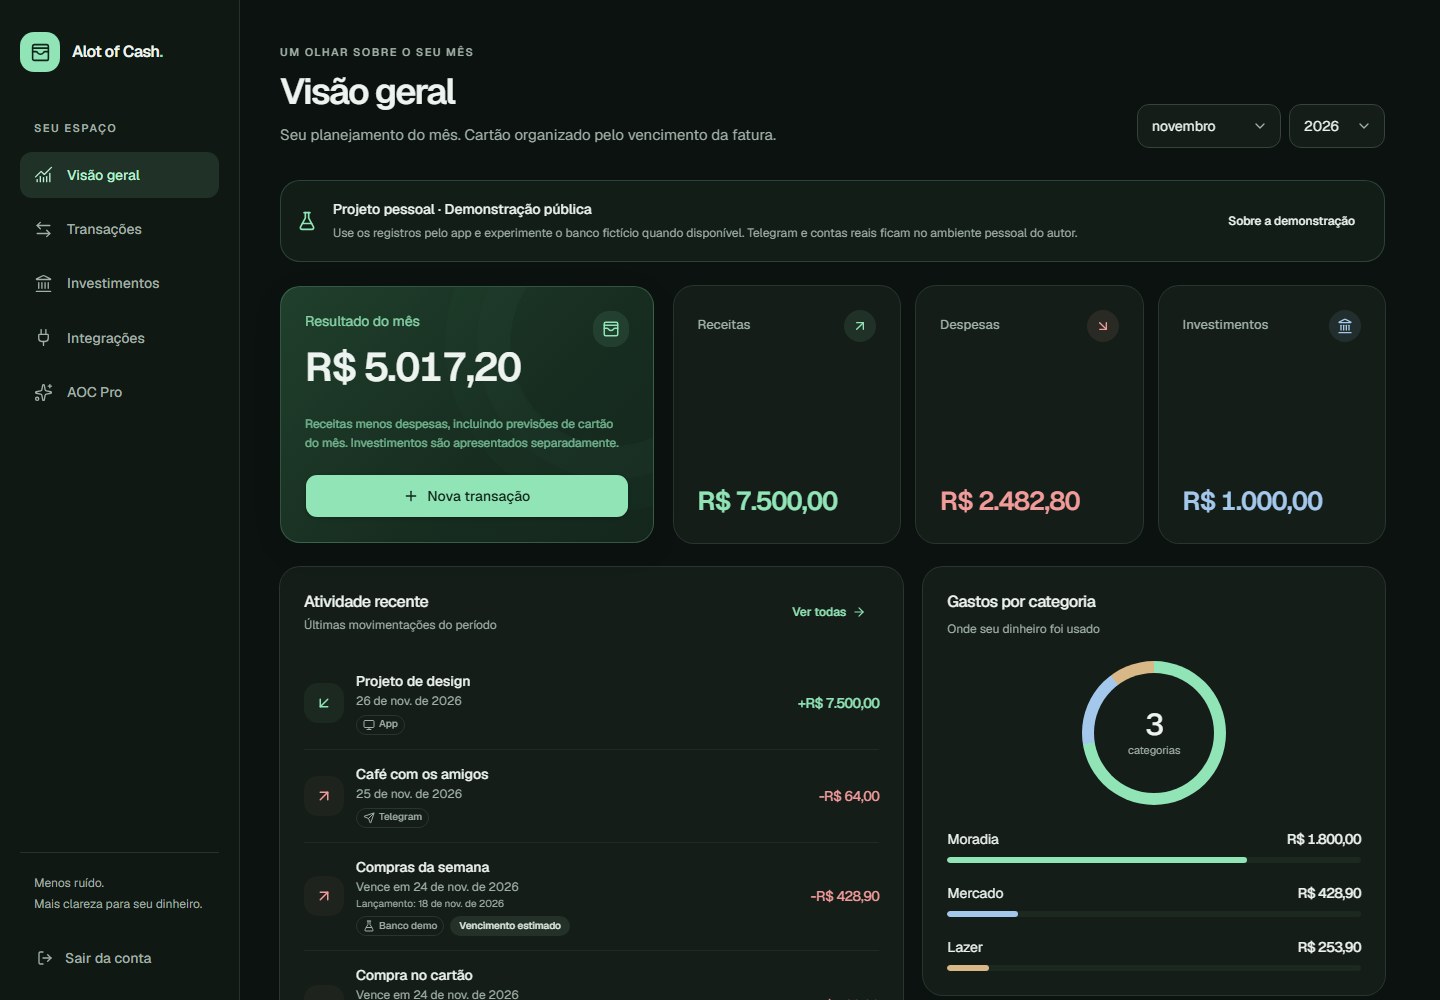 Alot of Cash.
SEU ESPAÇO
Visão geral
Transações
Investimentos
Integrações
AOC Pro
Menos ruído.
Mais clareza para seu dinheiro.
Sair da conta
UM OLHAR SOBRE O SEU MÊS
Visão geral
Seu planejamento do mês. Cartão organizado pelo vencimento da fatura.
novembro
2026
Projeto pessoal · Demonstração pública
Use os registros pelo app e experimente o banco fictício quando disponível. Telegram e contas reais ficam no ambiente pessoal do autor.
Sobre a demonstração
Resultado do mês
R$ 5.017,20
Receitas menos despesas, incluindo previsões de cartão
do mês. Investimentos são apresentados separadamente.
+ Nova transação
Receitas
R$ 7.500,00
Despesas
R$ 2.482,80
Investimentos
R$ 1.000,00
Atividade recente
Últimas movimentações do período
Ver todas
Projeto de design
26 de nov. de 2026
App
+R$ 7.500,00
Café com os amigos
25 de nov. de 2026
Telegram
-R$ 64,00
Compras da semana
Vence em 24 de nov. de 2026
Lançamento: 18 de nov. de 2026
Banco demo
Vencimento estimado
-R$ 428,90
Compra no cartão
Vence em 24 de nov. de 2026
Gastos por categoria
Onde seu dinheiro foi usado
3
categorias
Moradia
R$ 1.800,00
Mercado
R$ 428,90
Lazer
R$ 253,90